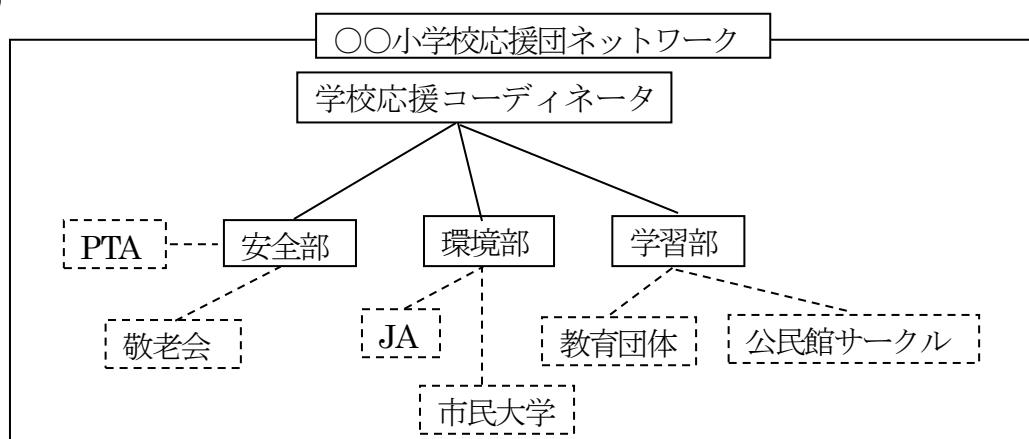 〇〇小学校応援団ネットワーク
学校応援コーディネータ
PTA
安全部
環境部
学習部
敬老会
JA
教育団体
公民館サークル
市民大学